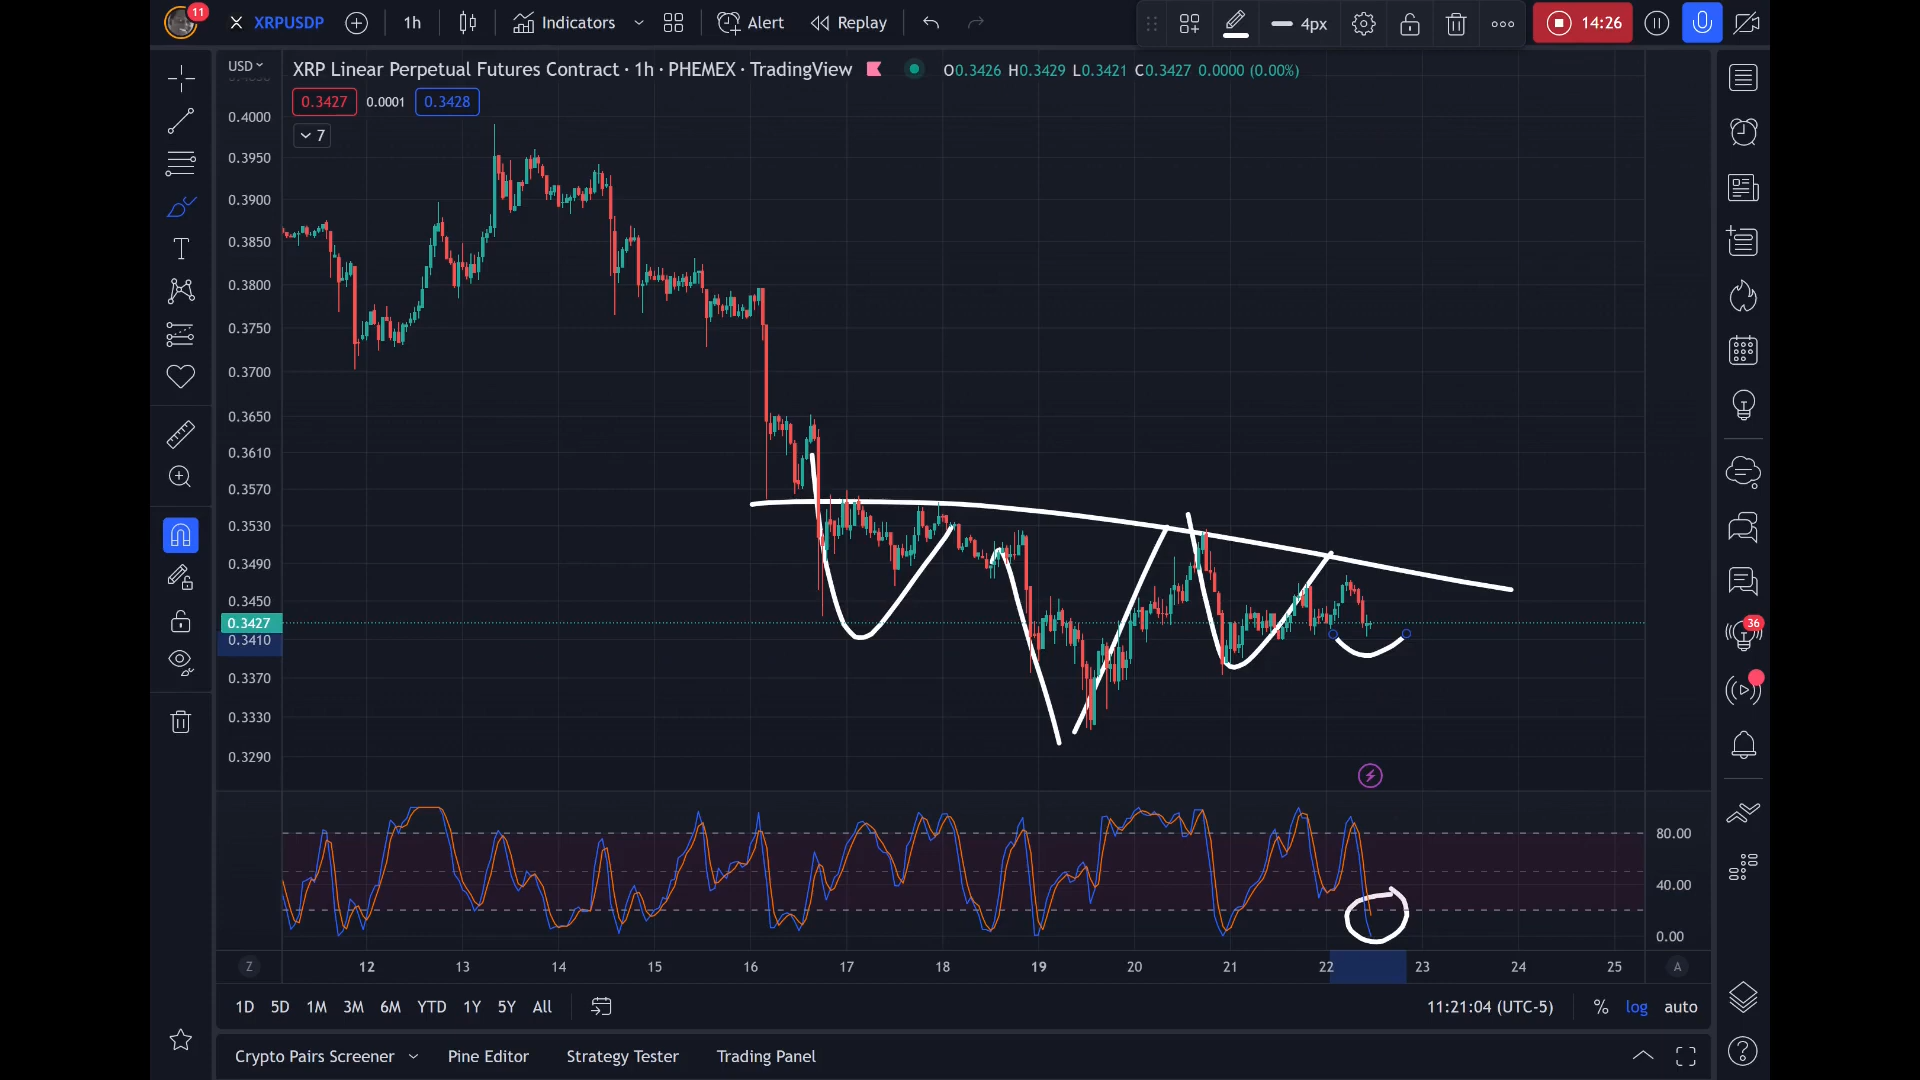 11
XRPUSDP
1h
Indicators
Alert
Replay
4px
14:26
USD
XRP Linear Perpetual Futures Contract · 1h · PHEMEX · TradingView
O0.3426 H0.3429 L0.3421 C0.3427 0.0000 (0.00%)
0.3427
0.0001
0.3428
7
0.4000
0.3950
0.3900
0.3850
0.3800
0.3750
0.3700
0.3650
0.3610
0.3570
0.3530
0.3490
0.3450
0.3427
0.3410
0.3370
0.3330
0.3290
36
80.00
40.00
0.00
Z
12
13
14
15
16
17
18
19
20
21
22
23
24
25
A
1D
5D
1M
3M
6M
YTD
1Y
5Y
All
11:21:04 (UTC-5)
%
log
auto
Crypto Pairs Screener
Pine Editor
Strategy Tester
Trading Panel